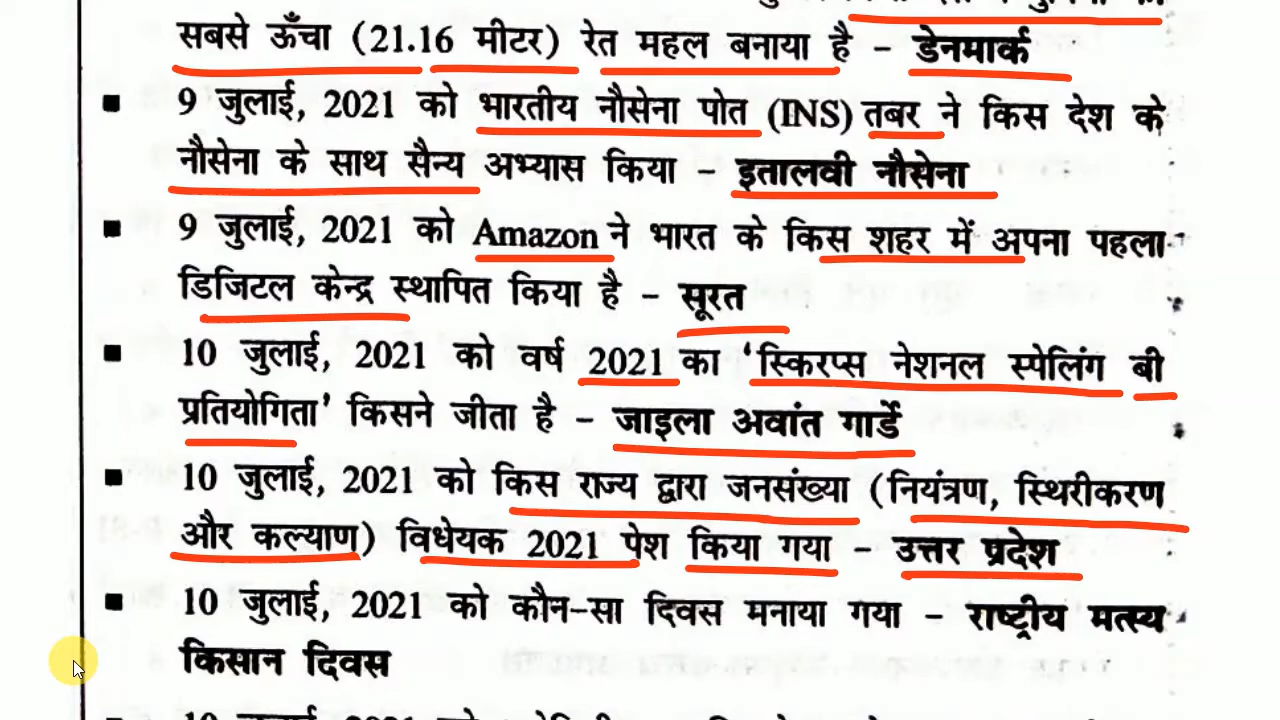 सबसे ऊँचा (21.16 मीटर) रेत महल बनाया है – डेनमार्क
■ 9 जुलाई, 2021 को भारतीय नौसेना पोत (INS) तबर ने किस देश के
नौसेना के साथ सैन्य अभ्यास किया – इतालवी नौसेना
■ 9 जुलाई, 2021 को Amazon ने भारत के किस शहर में अपना पहला
डिजिटल केन्द्र स्थापित किया है – सूरत
■ 10 जुलाई, 2021 को वर्ष 2021 का ‘स्किरप्स नेशनल स्पेलिंग बी
प्रतियोगिता’ किसने जीता है – जाइला अवांत गार्डे
■ 10 जुलाई, 2021 को किस राज्य द्वारा जनसंख्या (नियंत्रण, स्थिरीकरण
और कल्याण) विधेयक 2021 पेश किया गया – उत्तर प्रदेश
■ 10 जुलाई, 2021 को कौन-सा दिवस मनाया गया – राष्ट्रीय मत्स्य
किसान दिवस